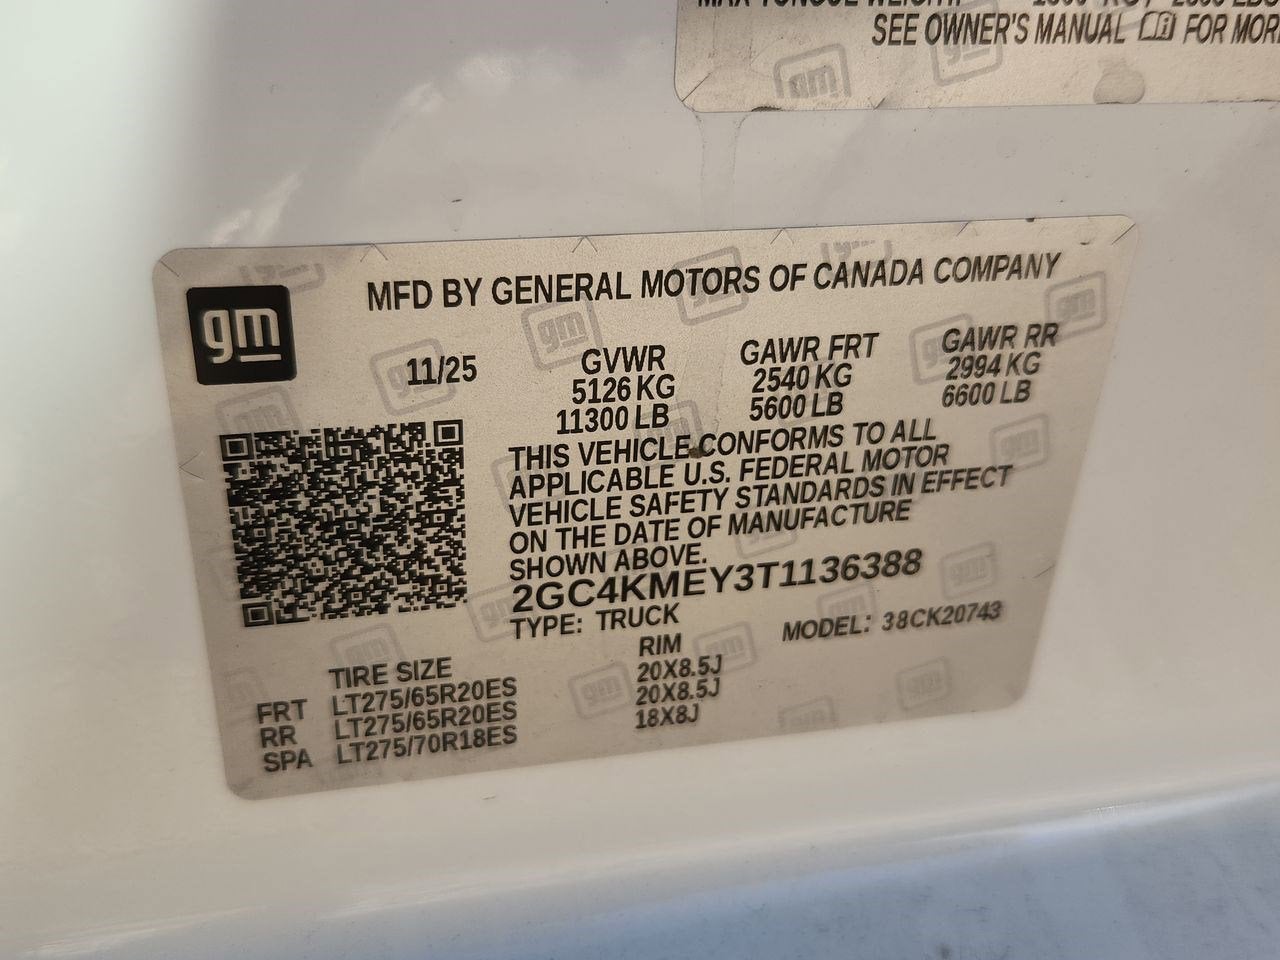 SEE OWNER'S MANUAL FOR MORE
MFD BY GENERAL MOTORS OF CANADA COMPANY
gm
11/25
GVWR GAWR FRT GAWR RR
5126 KG 2540 KG 2994 KG
11300 LB 5600 LB 6600 LB
THIS VEHICLE CONFORMS TO ALL
APPLICABLE U.S. FEDERAL MOTOR
VEHICLE SAFETY STANDARDS IN EFFECT
ON THE DATE OF MANUFACTURE
SHOWN ABOVE.
2GC4KMEY3T1136388
TYPE: TRUCK MODEL: 38CK20743
TIRE SIZE RIM
FRT LT275/65R20ES 20X8.5J
RR LT275/65R20ES 20X8.5J
SPA LT275/70R18ES 18X8J